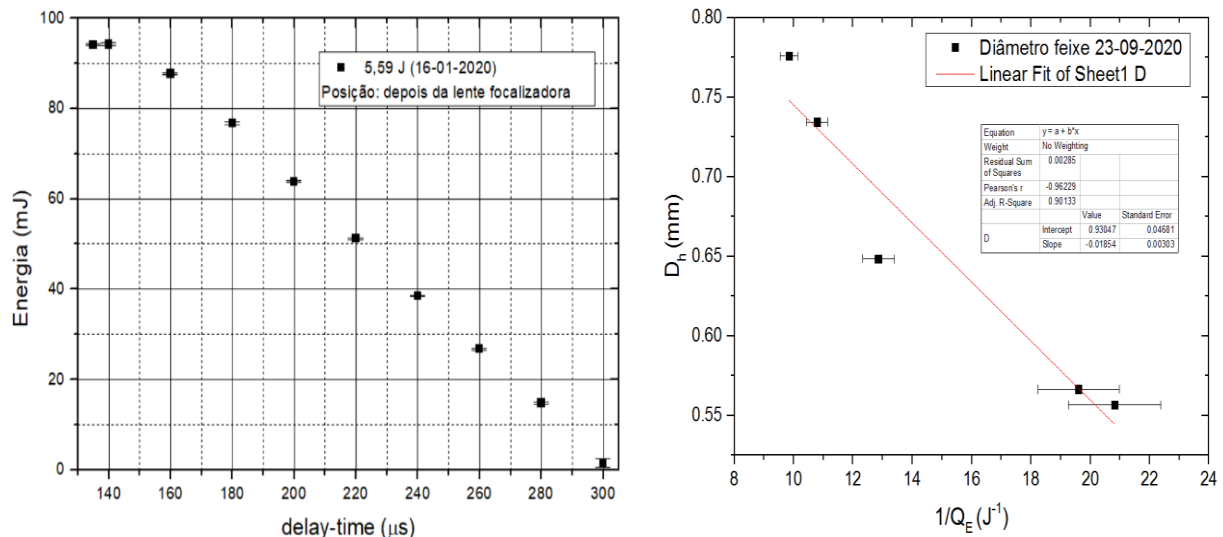 100
80
60
40
20
0
Energia (mJ)
5,59 J (16-01-2020)
Posição: depois da lente focalizadora
140 160 180 200 220 240 260 280 300
delay-time (µs)
0.80
0.75
0.70
0.65
0.60
0.55
D_h (mm)
Diâmetro feixe 23-09-2020
Linear Fit of Sheet1 D
Equation y = a + b*x
Weight No Weighting
Residual Sum of Squares 0.00285
Pearson's r -0.96229
Adj. R-Square 0.90133
Value Standard Error
D Intercept 0.93047 0.04681
Slope -0.01854 0.00303
8 10 12 14 16 18 20 22 24
1/Q_E (J⁻¹)